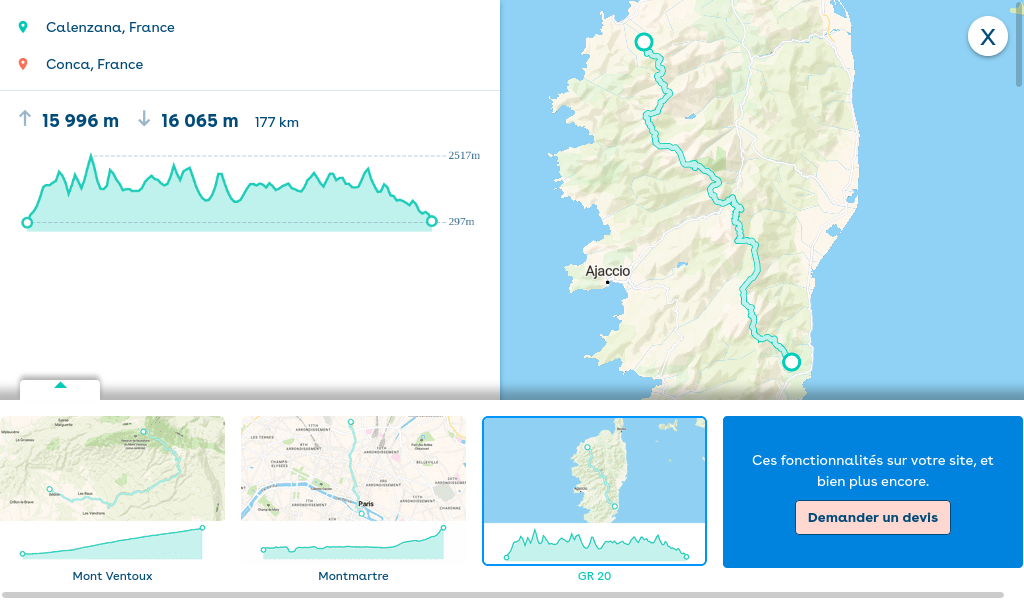 Calenzana, France
Conca, France
15 996 m 16 065 m 177 km
2517m
297m
X
Ajaccio
Paris
Ces fonctionnalités sur votre site, et
bien plus encore.
Demander un devis
Mont Ventoux
Montmartre
GR 20